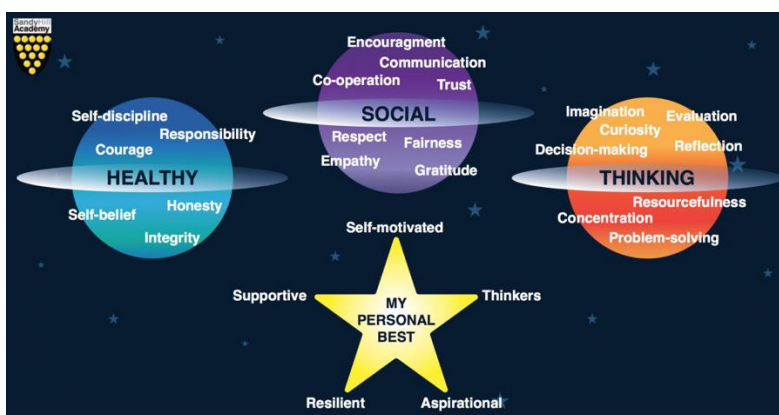 SandyHill
Academy
Encouragment
Communication
Co-operation
Trust
SOCIAL
Respect
Fairness
Empathy
Gratitude
Self-discipline
Responsibility
Courage
HEALTHY
Honesty
Self-belief
Integrity
Imagination
Evaluation
Curiosity
Decision-making
Reflection
THINKING
Resourcefulness
Concentration
Problem-solving
Self-motivated
Supportive
Thinkers
MY
PERSONAL
BEST
Resilient
Aspirational